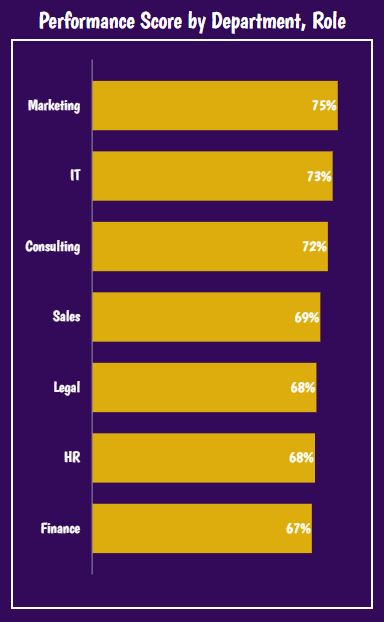 Performance Score by Department, Role
Marketing 75%
IT 73%
Consulting 72%
Sales 69%
Legal 68%
HR 68%
Finance 67%